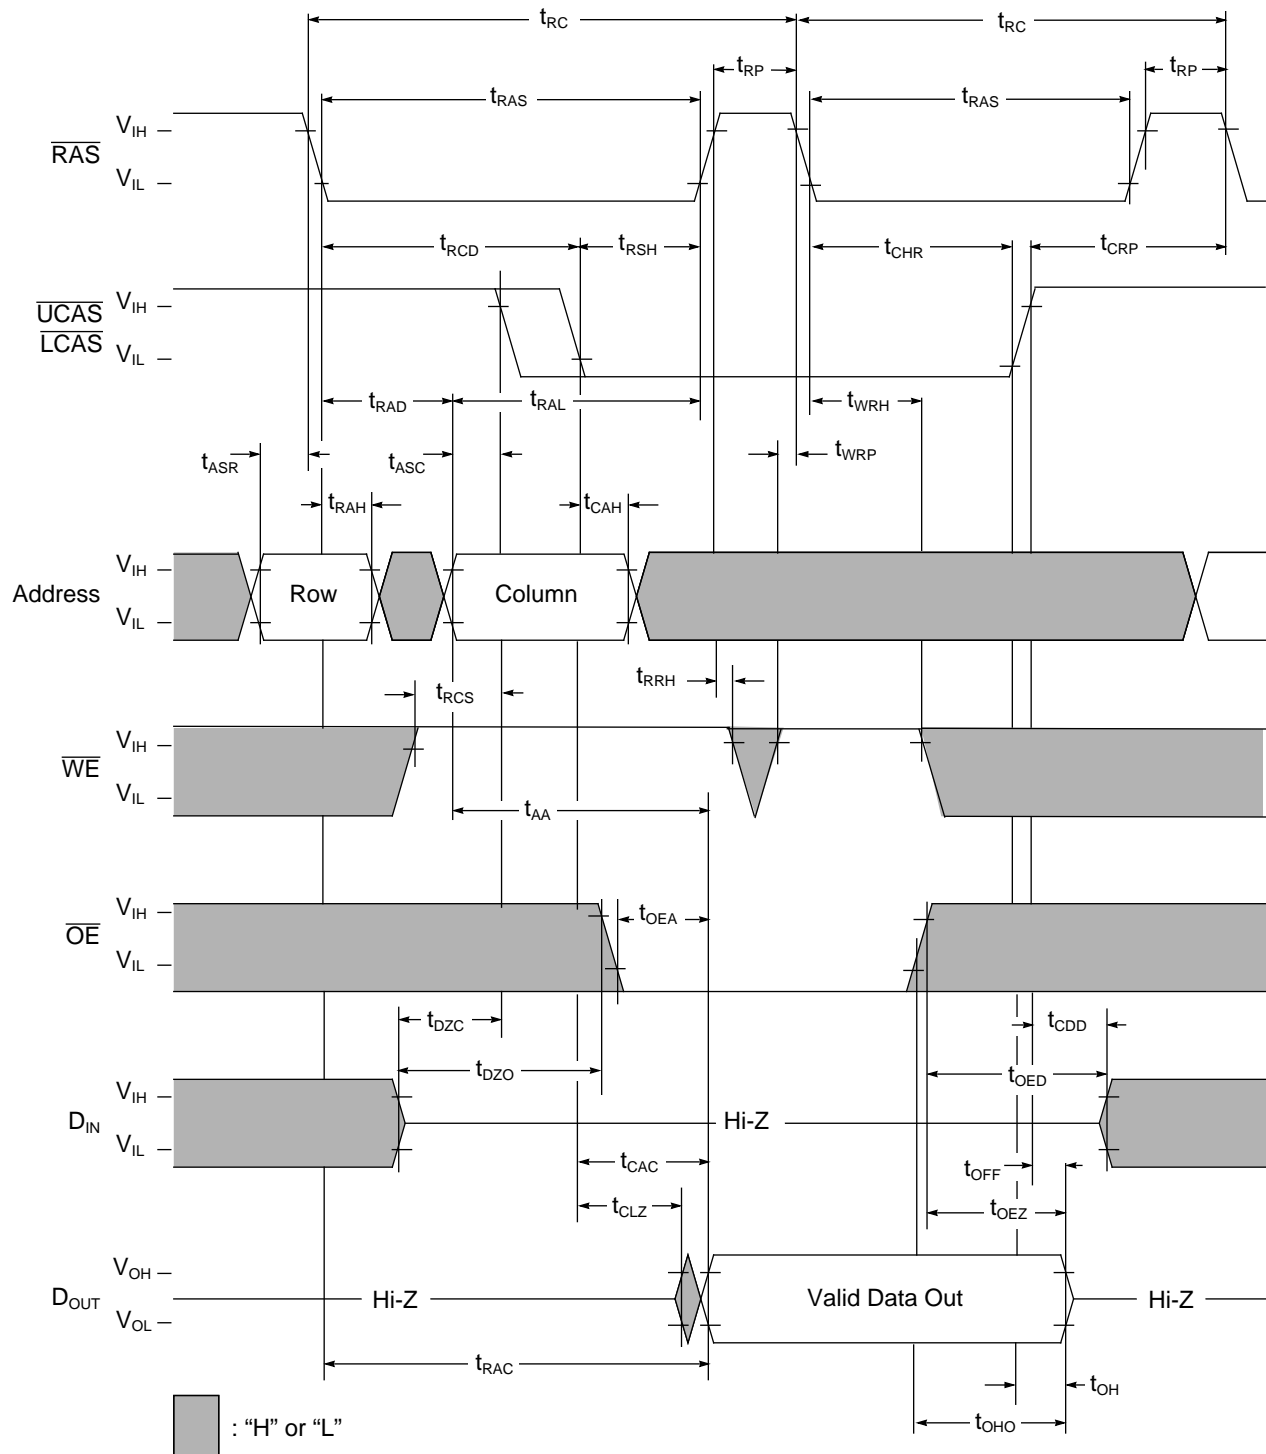 tRC tRC
tRP tRP
tRAS tRAS
RAS VIH
VIL
tRCD tRSH tCHR tCRP
UCAS VIH
LCAS VIL
tRAD tRAL tWRH
tASR tASC tWRP
tRAH tCAH
Address VIH Row Column
VIL
tRCS tRRH
WE VIH
VIL
tAA
OE VIH tOEA
VIL
tDZC tCDD
tDZO tOED
DIN VIH Hi-Z
VIL
tCAC tOFF
tCLZ tOEZ
DOUT VOH Hi-Z Valid Data Out Hi-Z
VOL
tRAC tOH
tOHO
: “H” or “L”